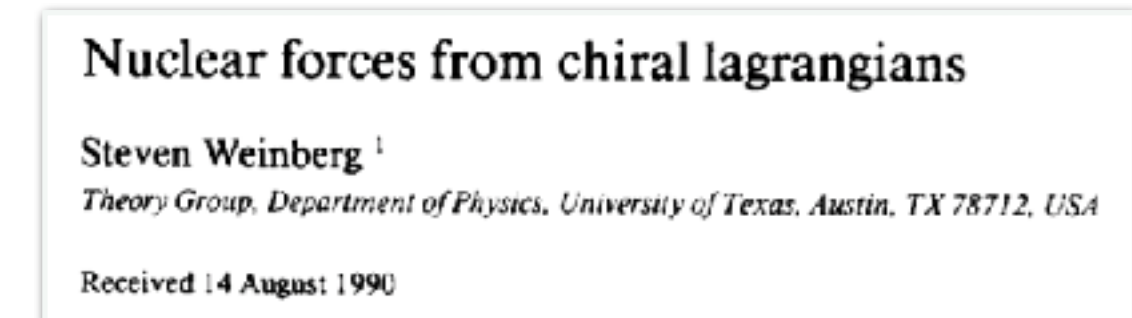 Nuclear forces from chiral lagrangians
Steven Weinberg 1
Theory Group, Department of Physics, University of Texas, Austin, TX 78712, USA
Received 14 August 1990